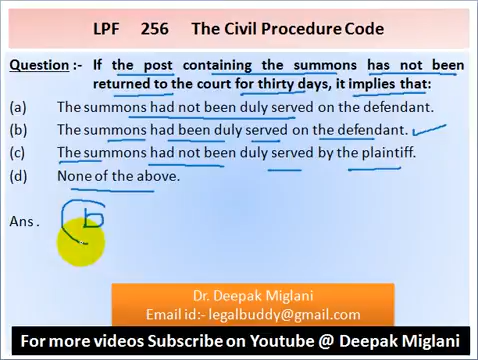 LPF 256 The Civil Procedure Code
Question :- If the post containing the summons has not been
returned to the court for thirty days, it implies that:
(a) The summons had not been duly served on the defendant.
(b) The summons had been duly served on the defendant.
(c) The summons had not been duly served by the plaintiff.
(d) None of the above.
Ans . b
Dr. Deepak Miglani
Email id:- legalbuddy@gmail.com
For more videos Subscribe on Youtube @ Deepak Miglani